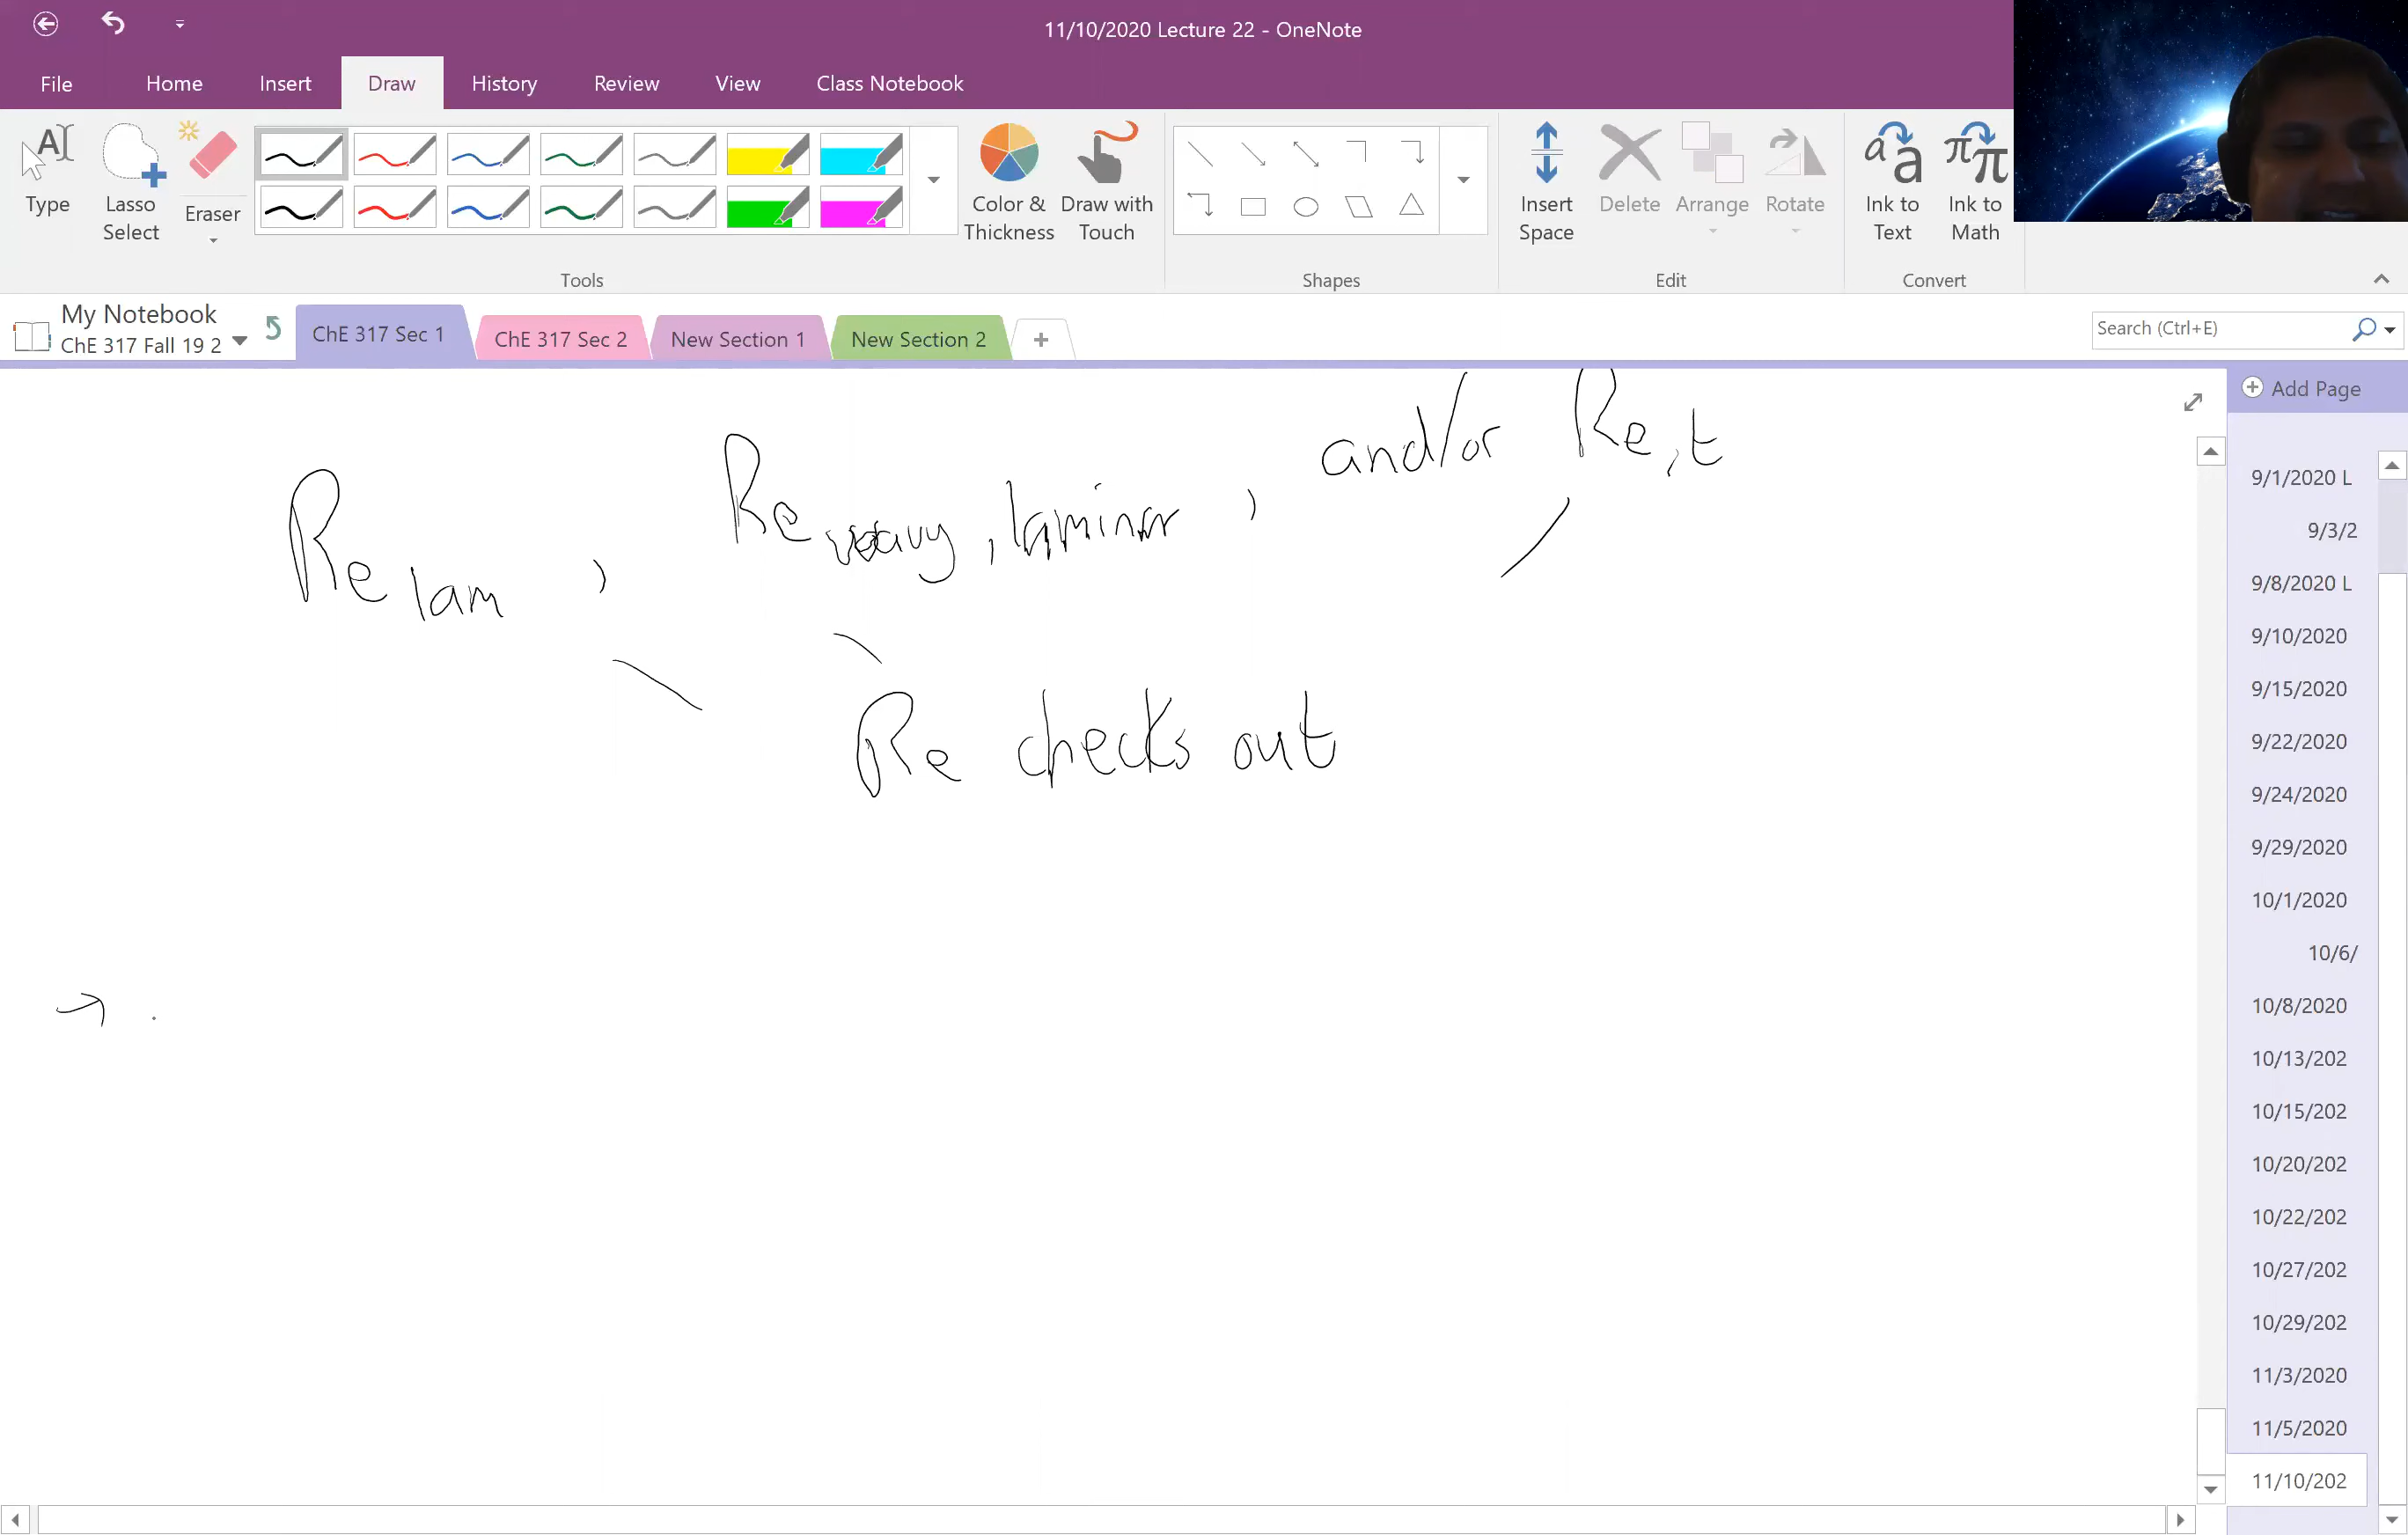 11/10/2020 Lecture 22 - OneNote
File Home Insert Draw History Review View Class Notebook
Type
Lasso Select
Eraser
Color & Thickness
Draw with Touch
Insert Space
Delete
Arrange
Rotate
Ink to Text
Ink to Math
Tools
Shapes
Edit
Convert
My Notebook
ChE 317 Fall 19 2
ChE 317 Sec 1
ChE 317 Sec 2
New Section 1
New Section 2
Search (Ctrl+E)
Re lam , Re wavy, laminar , and/or Re,t
Re checks out
→
Add Page
9/1/2020 L
9/3/2
9/8/2020 L
9/10/2020
9/15/2020
9/22/2020
9/24/2020
9/29/2020
10/1/2020
10/6/
10/8/2020
10/13/202
10/15/202
10/20/202
10/22/202
10/27/202
10/29/202
11/3/2020
11/5/2020
11/10/202